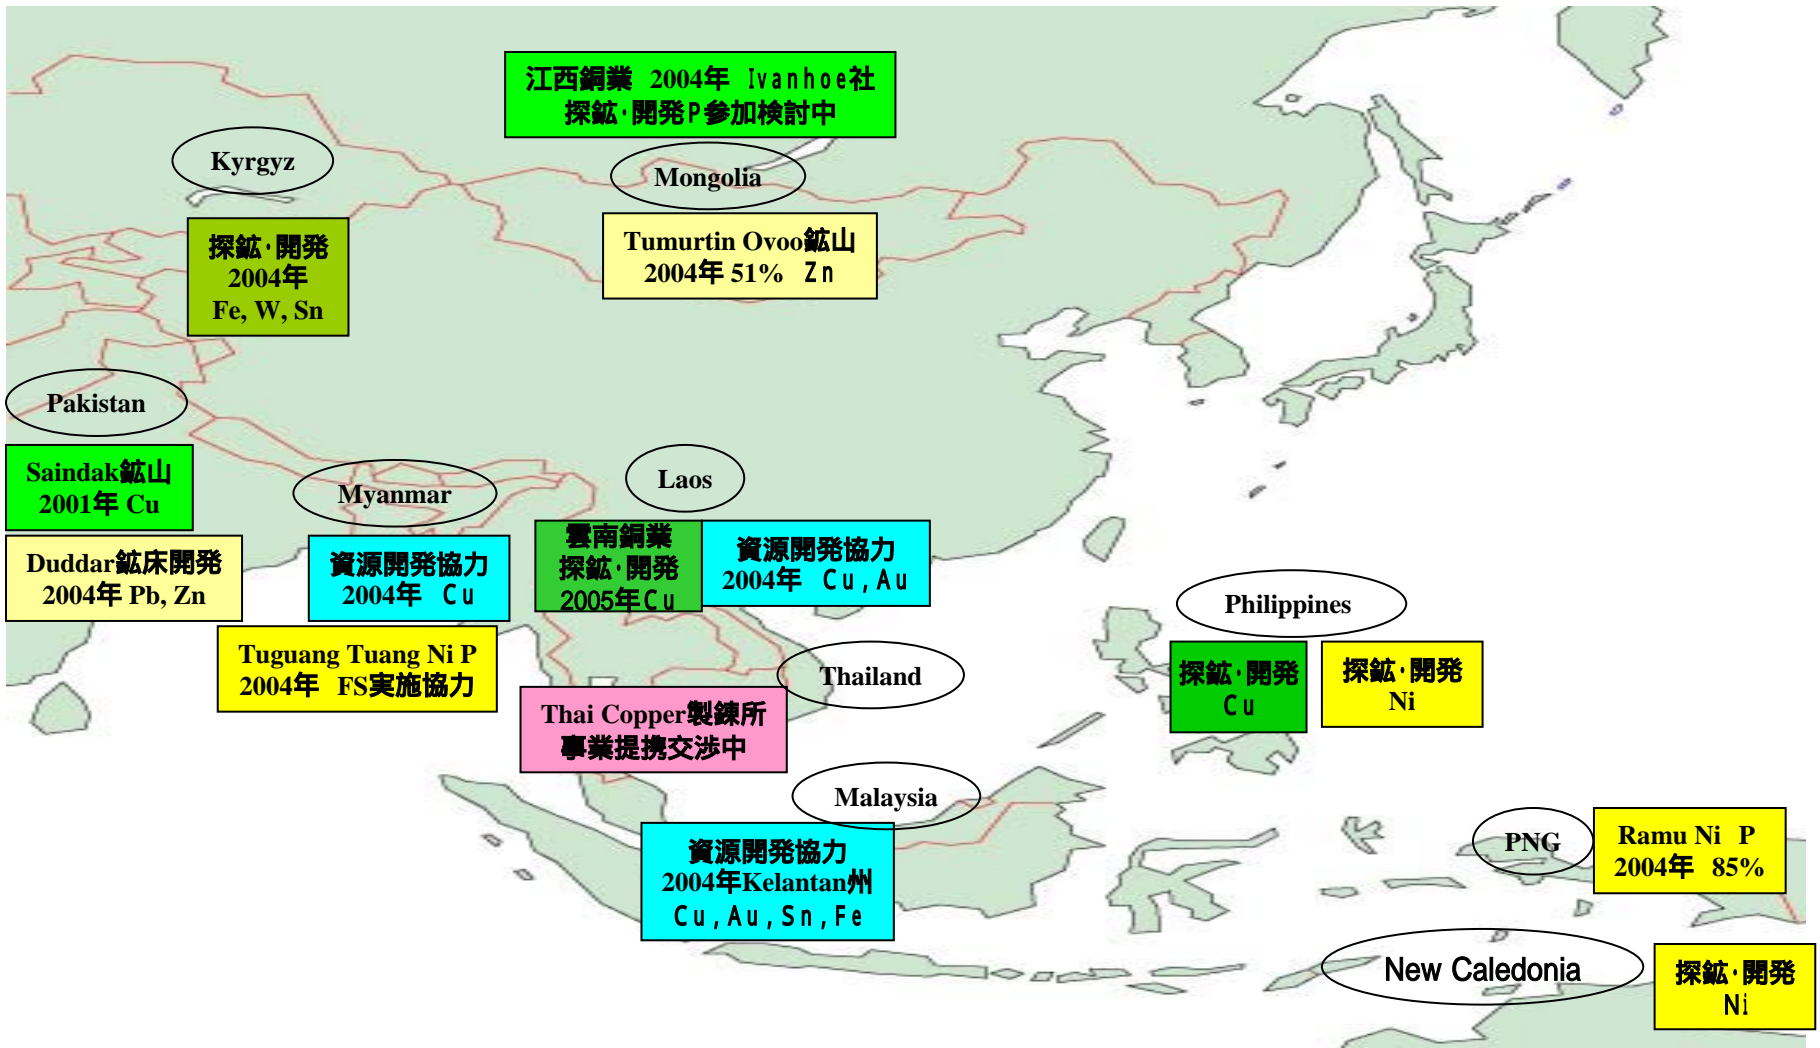 江西銅業 2004年 Ivanhoe社
探鉱・開発P参加検討中
Kyrgyz
Mongolia
探鉱・開発
2004年
Fe, W, Sn
Tumurtin Ovoo鉱山
2004年 51% Zn
Pakistan
Saindak鉱山
2001年 Cu
Duddar鉱床開発
2004年 Pb, Zn
Myanmar
資源開発協力
2004年 Cu
Tuguang Tuang Ni P
2004年 FS実施協力
Laos
雲南銅業
探鉱・開発
2005年Cu
資源開発協力
2004年 Cu,Au
Thailand
Thai Copper製錬所
事業提携交渉中
Philippines
探鉱・開発
Cu
探鉱・開発
Ni
Malaysia
資源開発協力
2004年Kelantan州
Cu,Au,Sn,Fe
PNG
Ramu Ni P
2004年 85%
New Caledonia
探鉱・開発
Ni